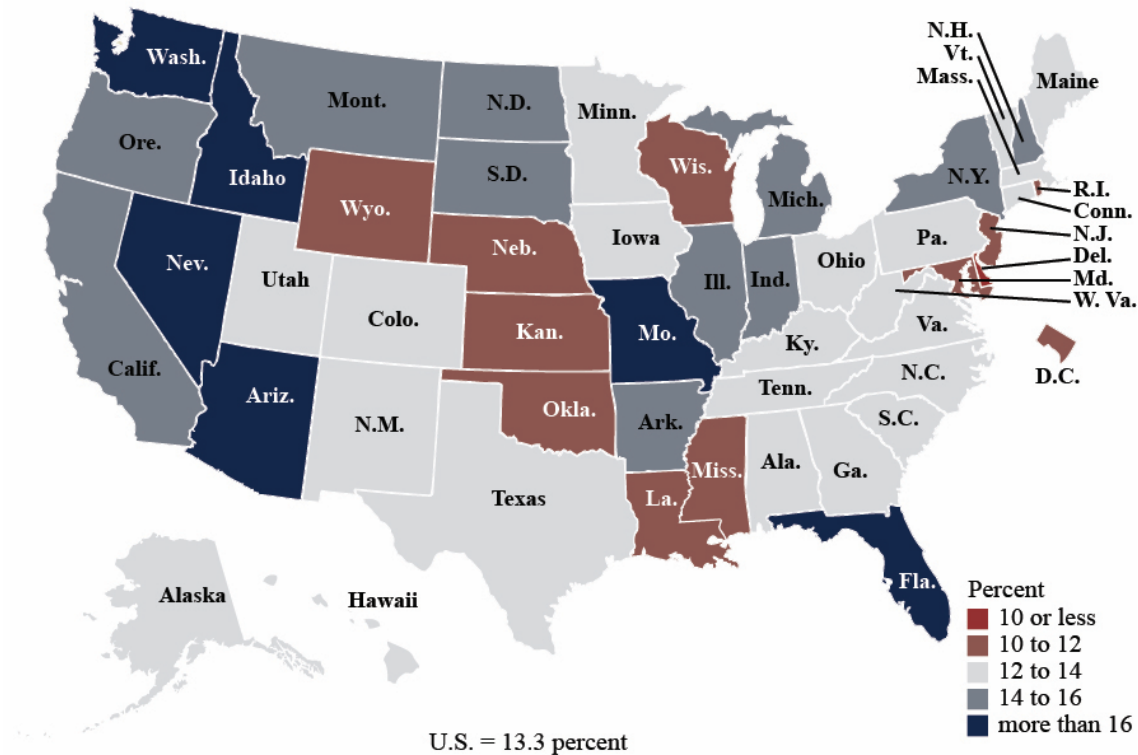 N.H.
Vt.
Mass.
Maine
Wash.
Mont.
N.D.
Minn.
Ore.
Idaho
S.D.
Wis.
Mich.
N.Y.
R.I.
Conn.
N.J.
Del.
Md.
W. Va.
Wyo.
Neb.
Iowa
Pa.
Nev.
Utah
Colo.
Ill.
Ind.
Ohio
Kan.
Mo.
Ky.
Va.
Calif.
D.C.
Ariz.
N.M.
Okla.
Ark.
Tenn.
N.C.
S.C.
Texas
La.
Miss.
Ala.
Ga.
Fla.
Alaska
Hawaii
Percent
10 or less
10 to 12
12 to 14
14 to 16
more than 16
U.S. = 13.3 percent